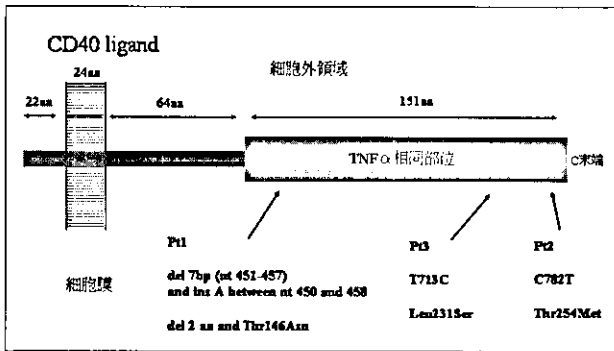 CD40 ligand
細胞外領域
24aa
22aa
64aa
151aa
TNFα 相同部位
C末端
細胞膜
Pt1
del 7bp (nt 451-457)
and ins A between nt 450 and 458
del 2 aa and Thr146Asn
Pt3
T713C
Leu231Ser
Pt2
C782T
Thr254Met